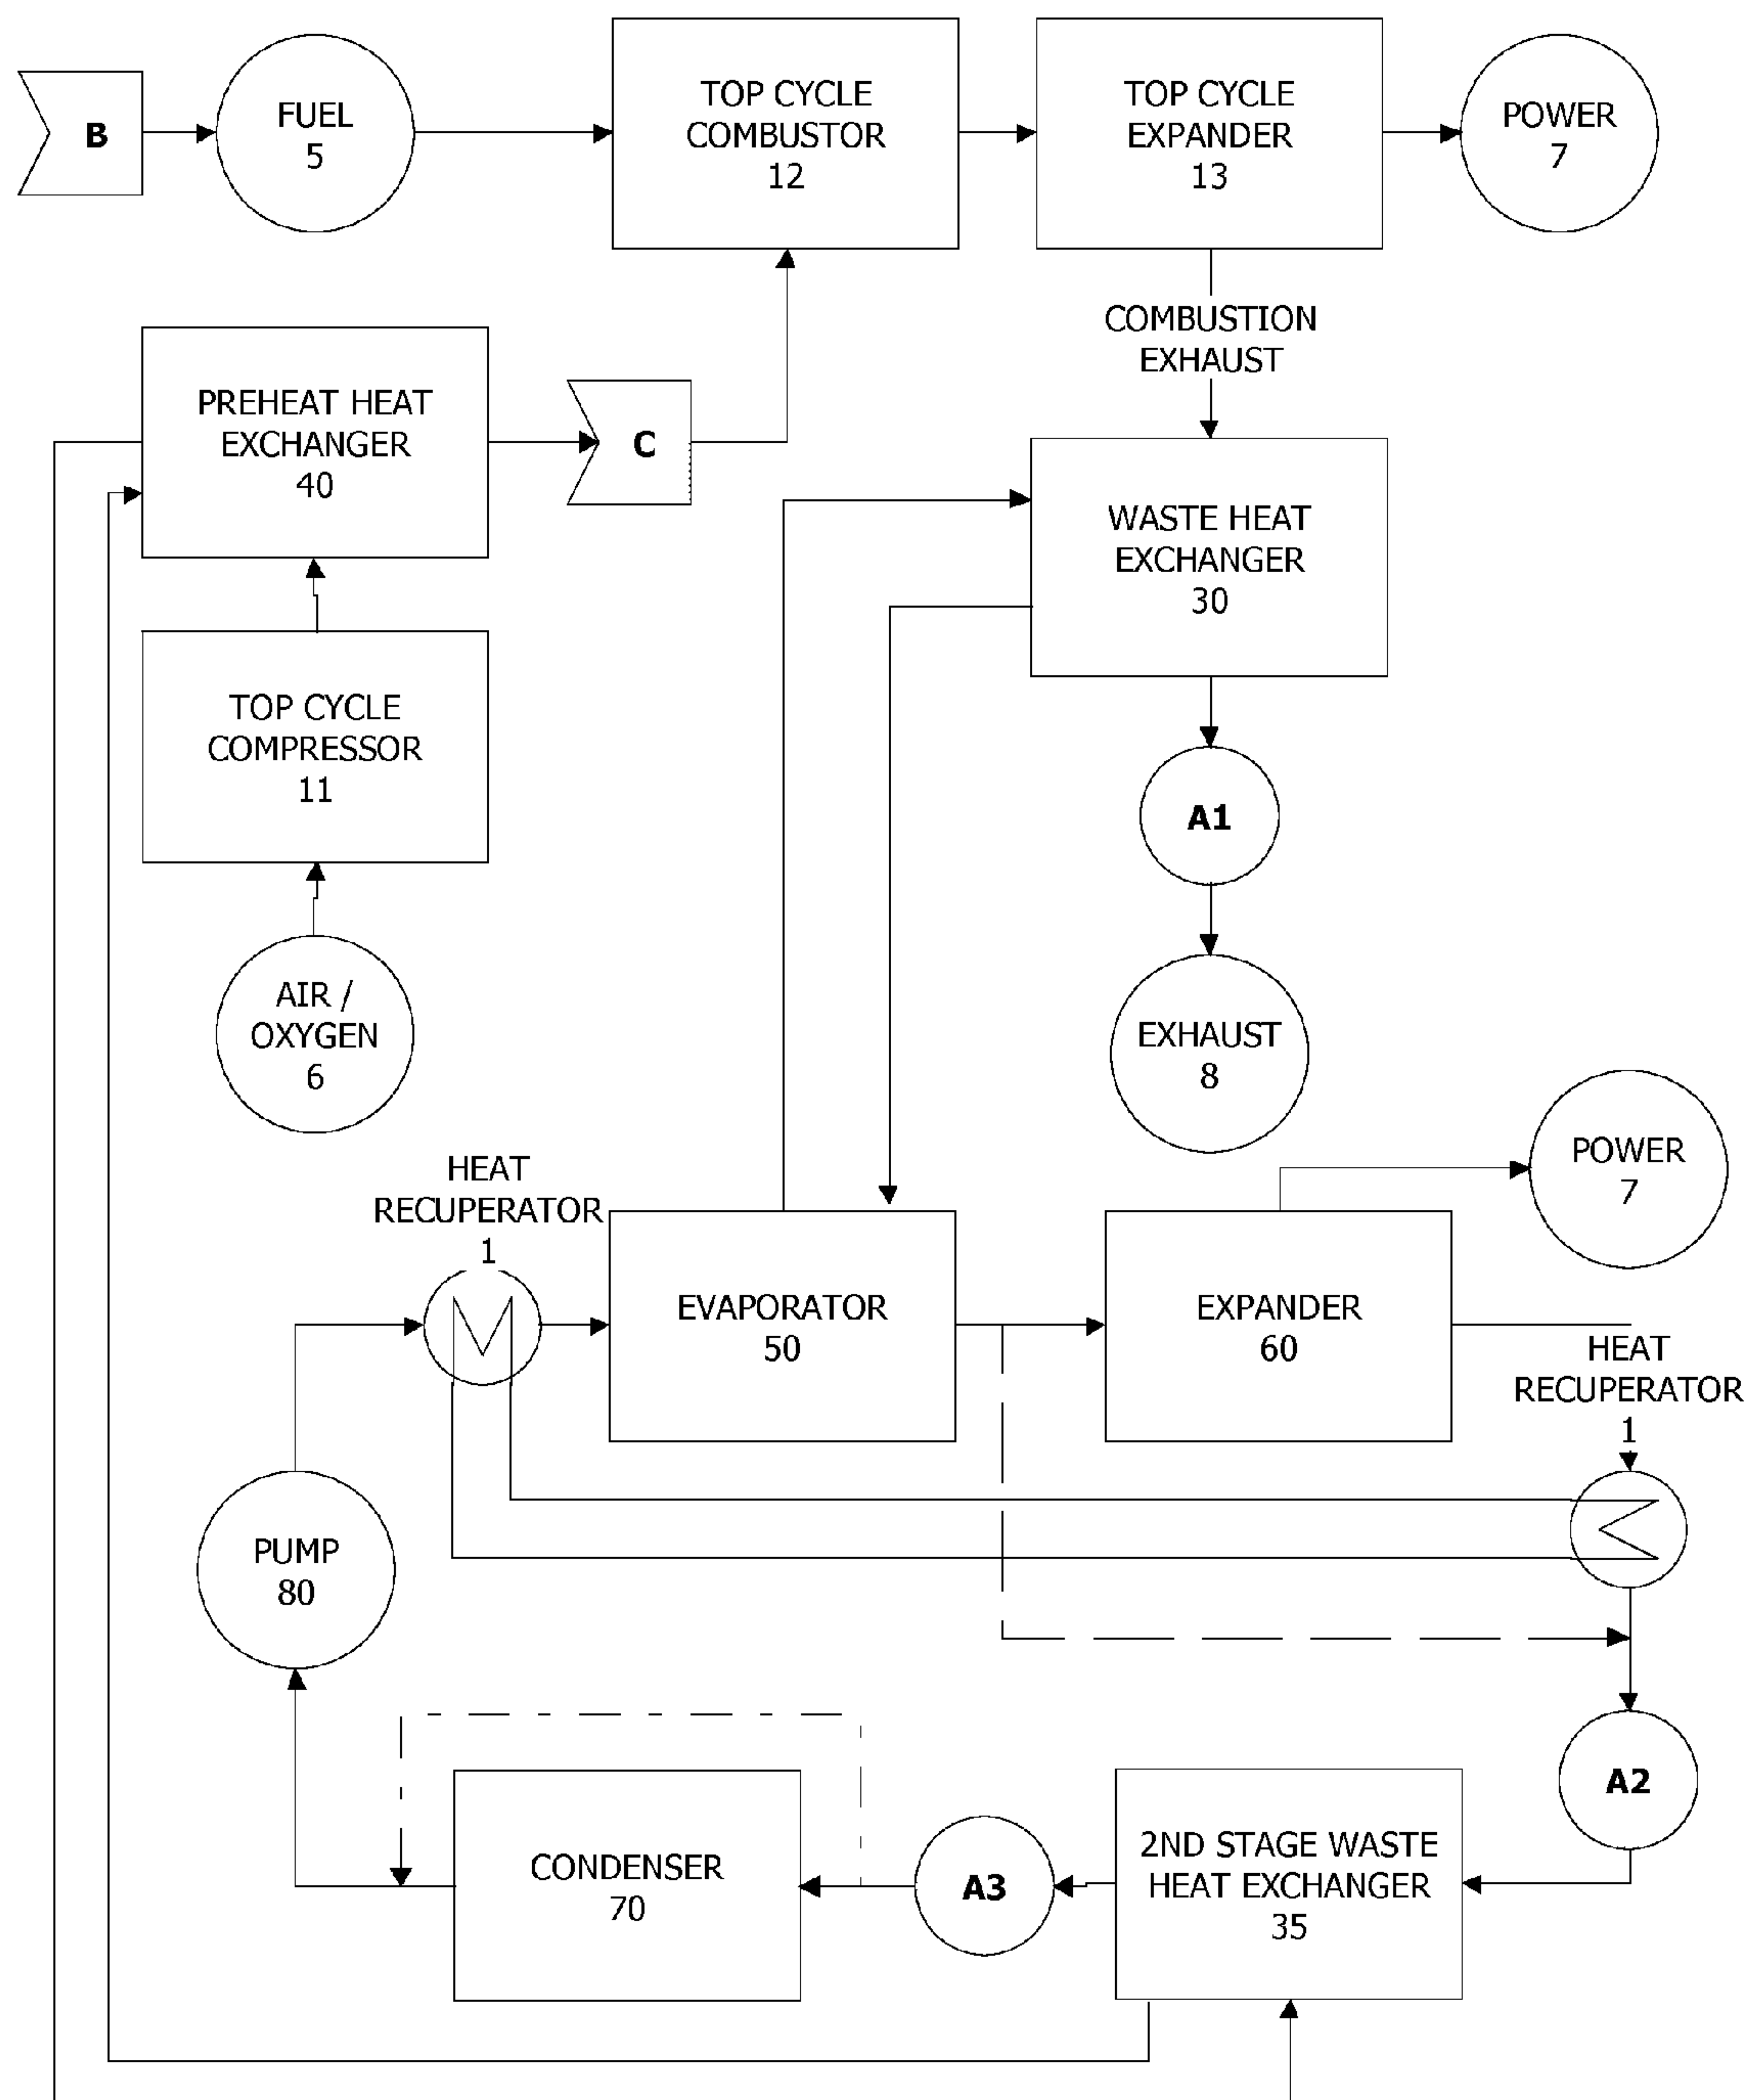 B
FUEL
5
TOP CYCLE
COMBUSTOR
12
TOP CYCLE
EXPANDER
13
POWER
7
COMBUSTION
EXHAUST
PREHEAT HEAT
EXCHANGER
40
C
WASTE HEAT
EXCHANGER
30
TOP CYCLE
COMPRESSOR
11
A1
AIR /
OXYGEN
6
EXHAUST
8
POWER
7
HEAT
RECUPERATOR
1
EVAPORATOR
50
EXPANDER
60
HEAT
RECUPERATOR
1
PUMP
80
A2
CONDENSER
70
A3
2ND STAGE WASTE
HEAT EXCHANGER
35